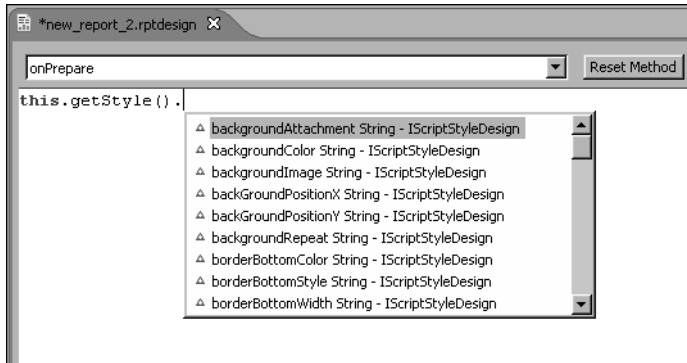 *new_report_2.rptdesign
onPrepare Reset Method
this.getStyle().
backgroundAttachment String - IScriptStyleDesign
backgroundColor String - IScriptStyleDesign
backgroundImage String - IScriptStyleDesign
backGroundPositionX String - IScriptStyleDesign
backGroundPositionY String - IScriptStyleDesign
backgroundRepeat String - IScriptStyleDesign
borderBottomColor String - IScriptStyleDesign
borderBottomStyle String - IScriptStyleDesign
borderBottomWidth String - IScriptStyleDesign